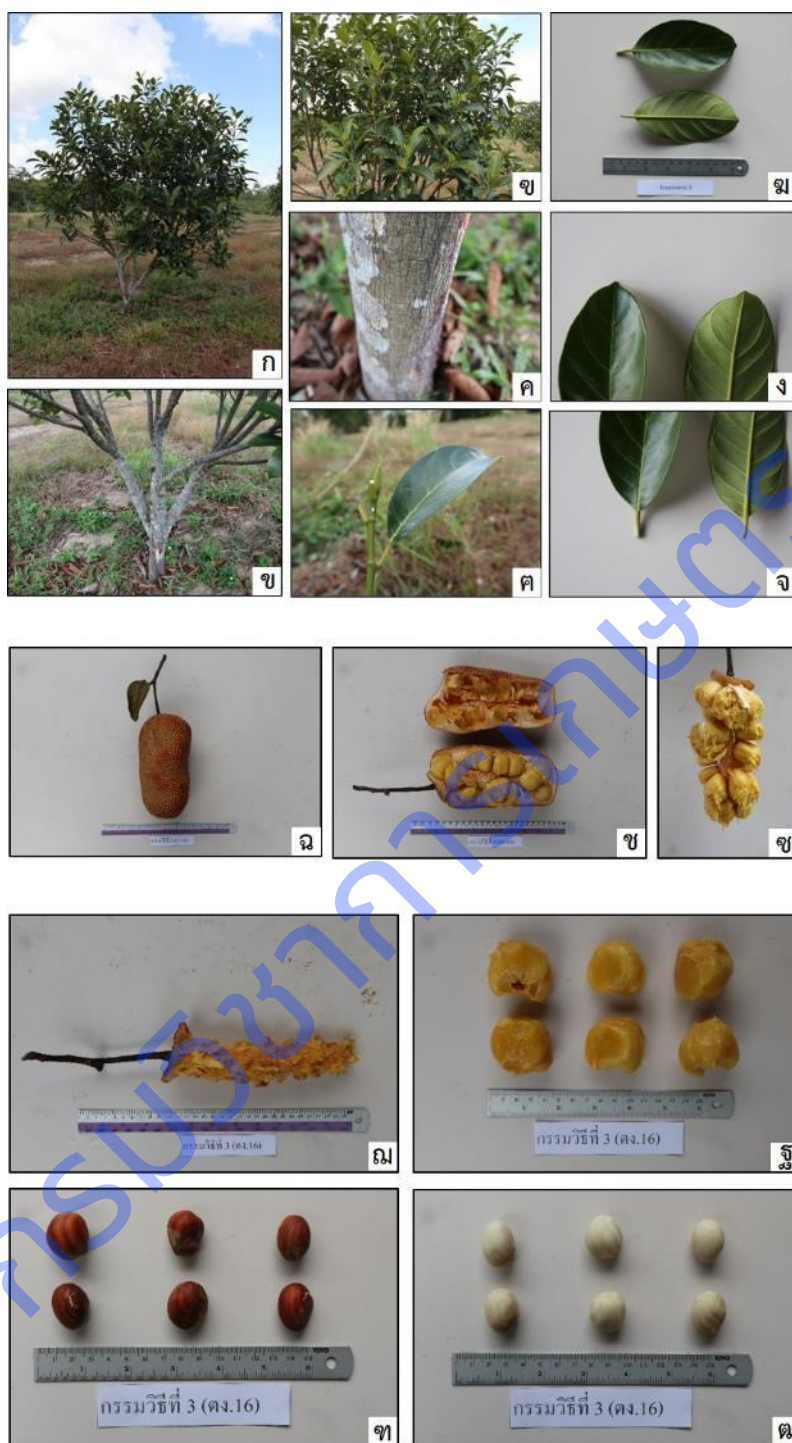 ก
ฃ
Treatment 3
ฆ
ค
ง
ข
ฅ
จ
ฉ
ช
ซ
กรรมวิธีที่ 3 (ตง.16)
ฌ
กรรมวิธีที่ 3 (ตง.16)
ฐ
กรรมวิธีที่ 3 (ตง.16)
ฑ
กรรมวิธีที่ 3 (ตง.16)
ฒ
กรมวิชาการเกษตร